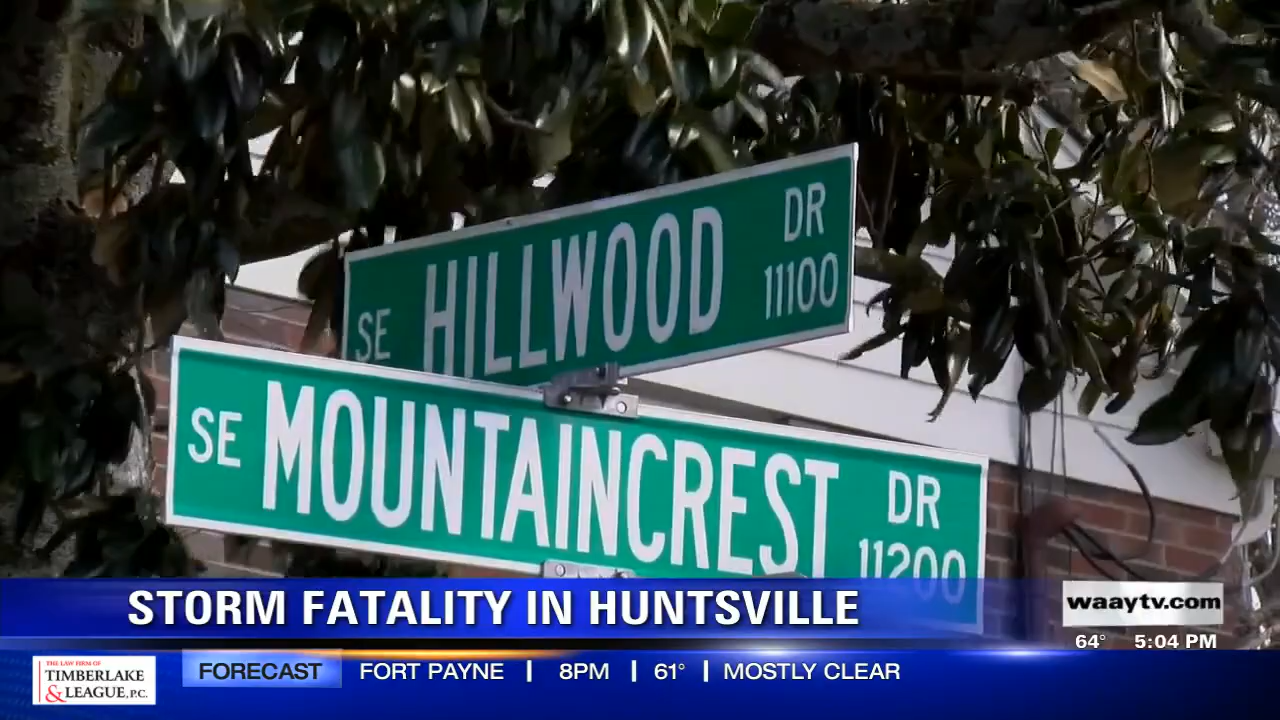 SE HILLWOOD DR 11100
SE MOUNTAINCREST DR 11200
STORM FATALITY IN HUNTSVILLE
waaytv.com
64° 5:04 PM
THE LAW FIRM OF
TIMBERLAKE
& LEAGUE, P.C.
FORECAST FORT PAYNE | 8PM | 61° | MOSTLY CLEAR